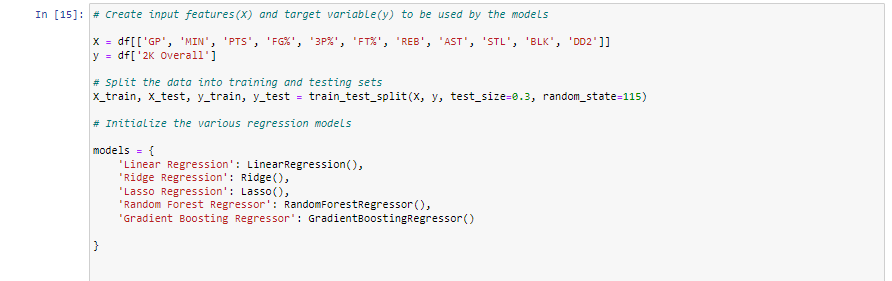 In [15]: # Create input features(X) and target variable(y) to be used by the models
X = df[['GP', 'MIN', 'PTS', 'FG%', '3P%', 'FT%', 'REB', 'AST', 'STL', 'BLK', 'DD2']]
y = df['2K Overall']
# Split the data into training and testing sets
X_train, X_test, y_train, y_test = train_test_split(X, y, test_size=0.3, random_state=115)
# Initialize the various regression models
models = {
'Linear Regression': LinearRegression(),
'Ridge Regression': Ridge(),
'Lasso Regression': Lasso(),
'Random Forest Regressor': RandomForestRegressor(),
'Gradient Boosting Regressor': GradientBoostingRegressor()
}